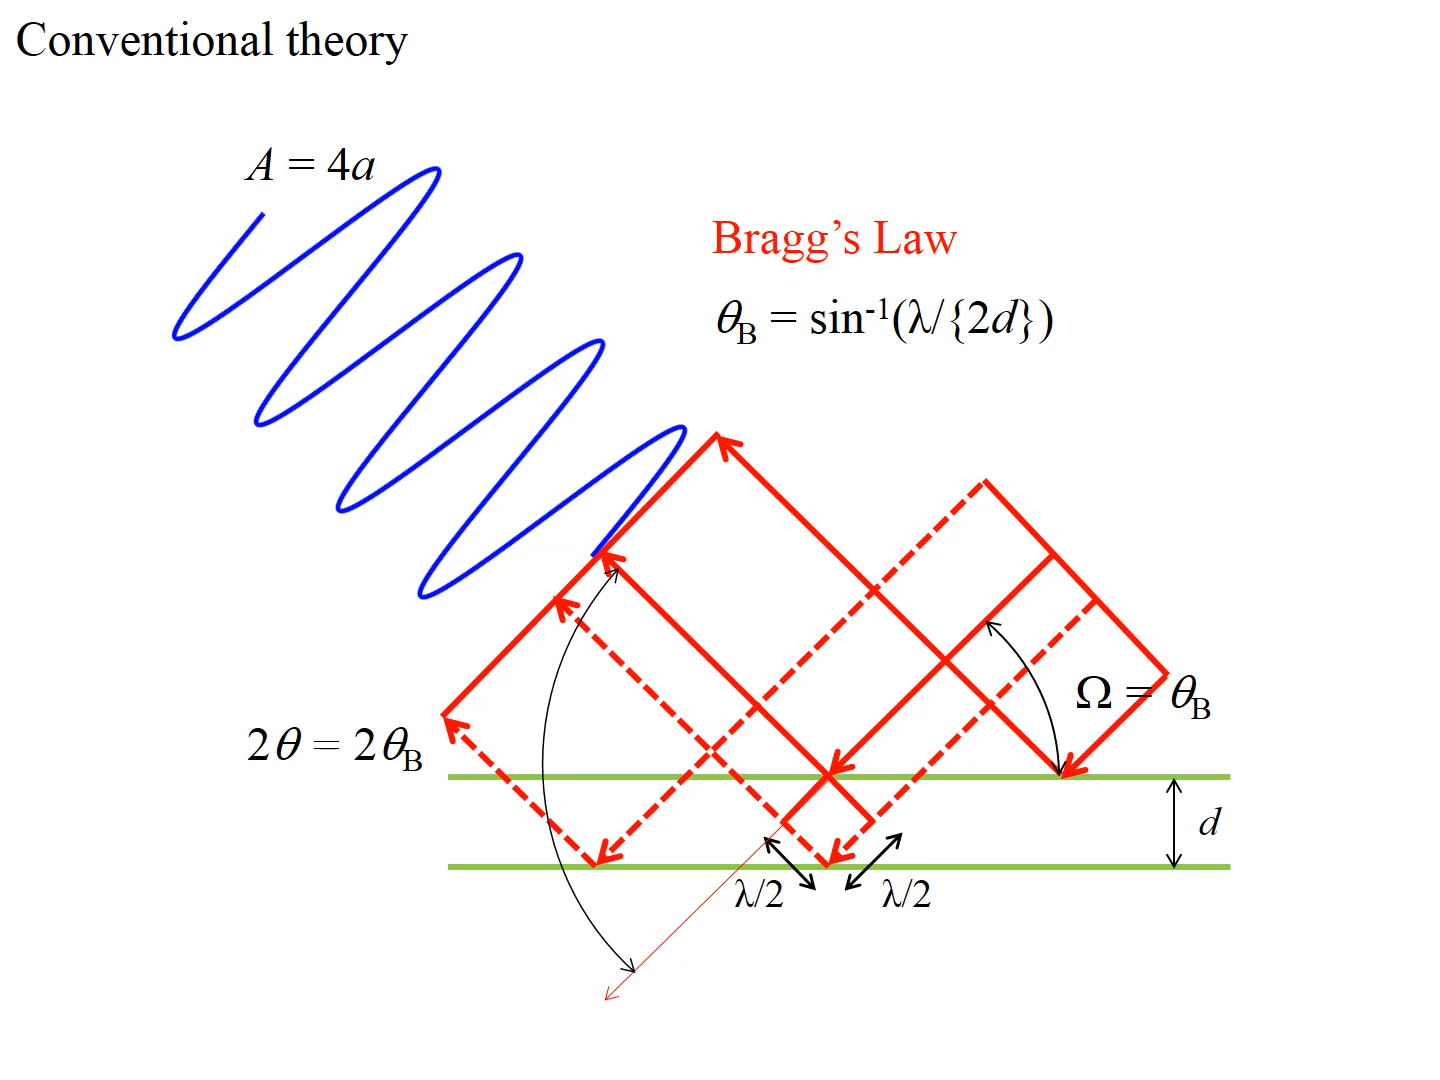 Conventional theory
A = 4a
Bragg’s Law
θB = sin-1(λ/{2d})
Ω = θB
2θ = 2θB
d
λ/2
λ/2